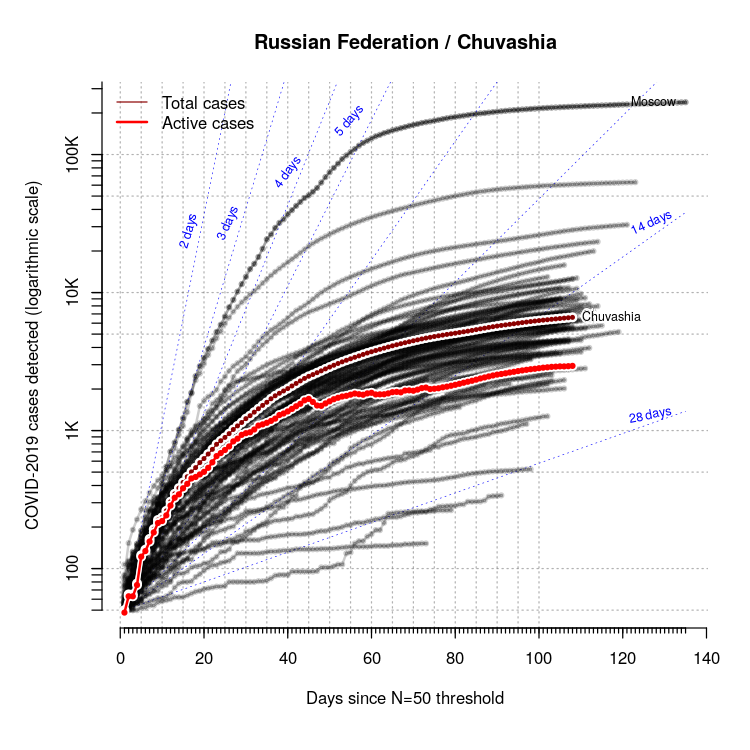 Russian Federation / Chuvashia
Total cases
Active cases
Moscow
2 days
3 days
4 days
5 days
14 days
Chuvashia
28 days
COVID-2019 cases detected (logarithmic scale)
100K
10K
1K
100
0 20 40 60 80 100 120 140
Days since N=50 threshold